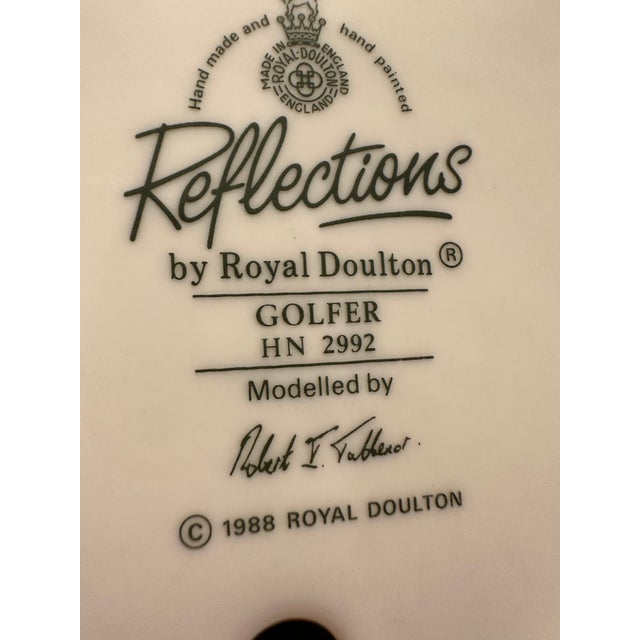 Hand made and hand painted
MADE IN ENGLAND
ROYAL·DOULTON
ENGLAND
Reflections
by Royal Doulton®
GOLFER
HN 2992
Modelled by
Robert I. Tabbenor.
© 1988 ROYAL DOULTON